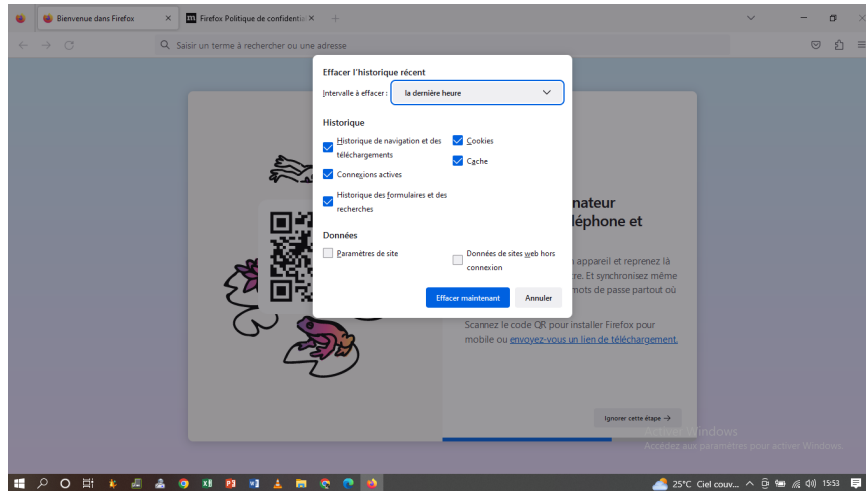 Bienvenue dans Firefox
Firefox Politique de confidentic
Saisir un terme à rechercher ou une adresse
Effacer l'historique récent
Intervalle à effacer : la dernière heure
Historique
Historique de navigation et des téléchargements
Cookies
Cache
Connexions actives
Historique des formulaires et des recherches
Données
Paramètres de site
Données de sites web hors connexion
Effacer maintenant
Annuler
nateur
léphone et
appareil et reprenez là
tre. Et synchronisez même
mots de passe partout où
Scannez le code QR pour installer Firefox pour
mobile ou envoyez-vous un lien de téléchargement.
Ignorer cette étape →
Activer Windows
Accédez aux paramètres pour activer Windows.
25°C Ciel couv...
15:53